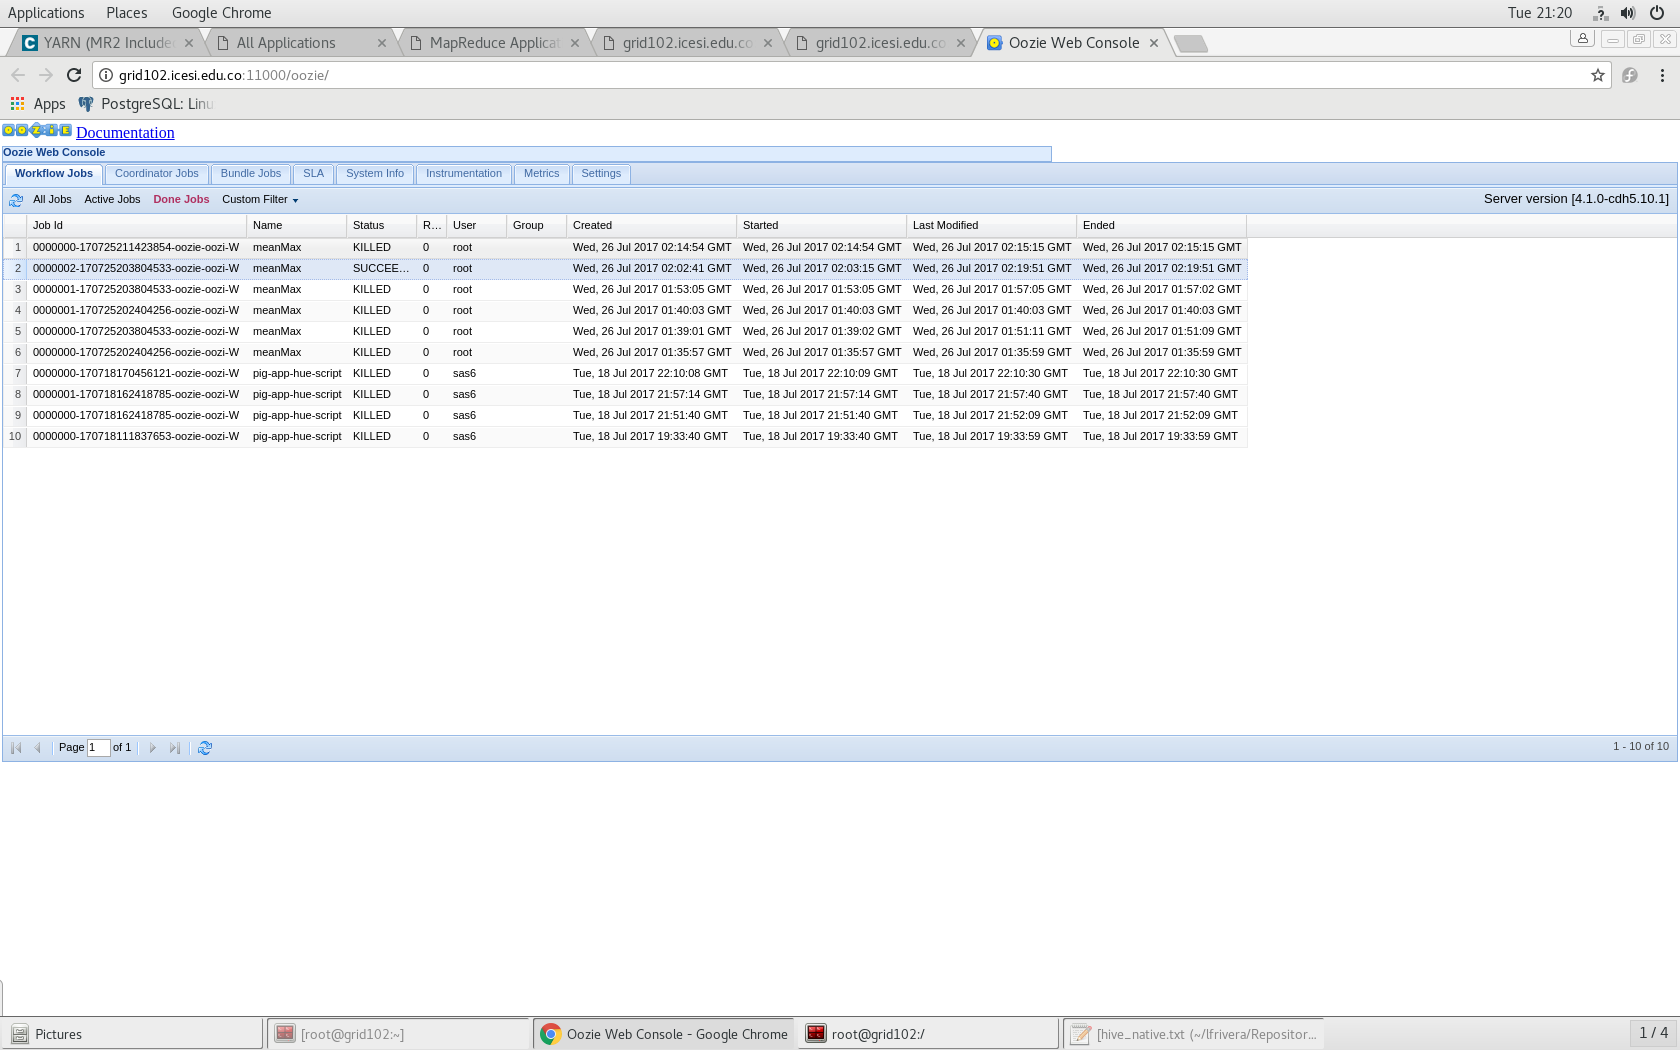 Applications Places Google Chrome Tue 21:20
YARN (MR2 Include All Applications MapReduce Applicat grid102.icesi.edu.co grid102.icesi.edu.co Oozie Web Console
grid102.icesi.edu.co:11000/oozie/
Apps PostgreSQL: Linu
OOZIE Documentation
Oozie Web Console
Workflow Jobs Coordinator Jobs Bundle Jobs SLA System Info Instrumentation Metrics Settings
All Jobs Active Jobs Done Jobs Custom Filter Server version [4.1.0-cdh5.10.1]
Job Id Name Status R... User Group Created Started Last Modified Ended
1 0000000-170725211423854-oozie-oozi-W meanMax KILLED 0 root Wed, 26 Jul 2017 02:14:54 GMT Wed, 26 Jul 2017 02:14:54 GMT Wed, 26 Jul 2017 02:15:15 GMT Wed, 26 Jul 2017 02:15:15 GMT
2 0000002-170725203804533-oozie-oozi-W meanMax SUCCEE... 0 root Wed, 26 Jul 2017 02:02:41 GMT Wed, 26 Jul 2017 02:03:15 GMT Wed, 26 Jul 2017 02:19:51 GMT Wed, 26 Jul 2017 02:19:51 GMT
3 0000001-170725203804533-oozie-oozi-W meanMax KILLED 0 root Wed, 26 Jul 2017 01:53:05 GMT Wed, 26 Jul 2017 01:53:05 GMT Wed, 26 Jul 2017 01:57:05 GMT Wed, 26 Jul 2017 01:57:02 GMT
4 0000001-170725202404256-oozie-oozi-W meanMax KILLED 0 root Wed, 26 Jul 2017 01:40:03 GMT Wed, 26 Jul 2017 01:40:03 GMT Wed, 26 Jul 2017 01:40:03 GMT Wed, 26 Jul 2017 01:40:03 GMT
5 0000000-170725203804533-oozie-oozi-W meanMax KILLED 0 root Wed, 26 Jul 2017 01:39:01 GMT Wed, 26 Jul 2017 01:39:02 GMT Wed, 26 Jul 2017 01:51:11 GMT Wed, 26 Jul 2017 01:51:09 GMT
6 0000000-170725202404256-oozie-oozi-W meanMax KILLED 0 root Wed, 26 Jul 2017 01:35:57 GMT Wed, 26 Jul 2017 01:35:57 GMT Wed, 26 Jul 2017 01:35:59 GMT Wed, 26 Jul 2017 01:35:59 GMT
7 0000000-170718170456121-oozie-oozi-W pig-app-hue-script KILLED 0 sas6 Tue, 18 Jul 2017 22:10:08 GMT Tue, 18 Jul 2017 22:10:09 GMT Tue, 18 Jul 2017 22:10:30 GMT Tue, 18 Jul 2017 22:10:30 GMT
8 0000001-170718162418785-oozie-oozi-W pig-app-hue-script KILLED 0 sas6 Tue, 18 Jul 2017 21:57:14 GMT Tue, 18 Jul 2017 21:57:14 GMT Tue, 18 Jul 2017 21:57:40 GMT Tue, 18 Jul 2017 21:57:40 GMT
9 0000000-170718162418785-oozie-oozi-W pig-app-hue-script KILLED 0 sas6 Tue, 18 Jul 2017 21:51:40 GMT Tue, 18 Jul 2017 21:51:40 GMT Tue, 18 Jul 2017 21:52:09 GMT Tue, 18 Jul 2017 21:52:09 GMT
10 0000000-170718111837653-oozie-oozi-W pig-app-hue-script KILLED 0 sas6 Tue, 18 Jul 2017 19:33:40 GMT Tue, 18 Jul 2017 19:33:40 GMT Tue, 18 Jul 2017 19:33:59 GMT Tue, 18 Jul 2017 19:33:59 GMT
Page 1 of 1 1 - 10 of 10
Pictures [root@grid102:~] Oozie Web Console - Google Chrome root@grid102:/ [hive_native.txt (~/lfrivera/Repositor... 1 / 4